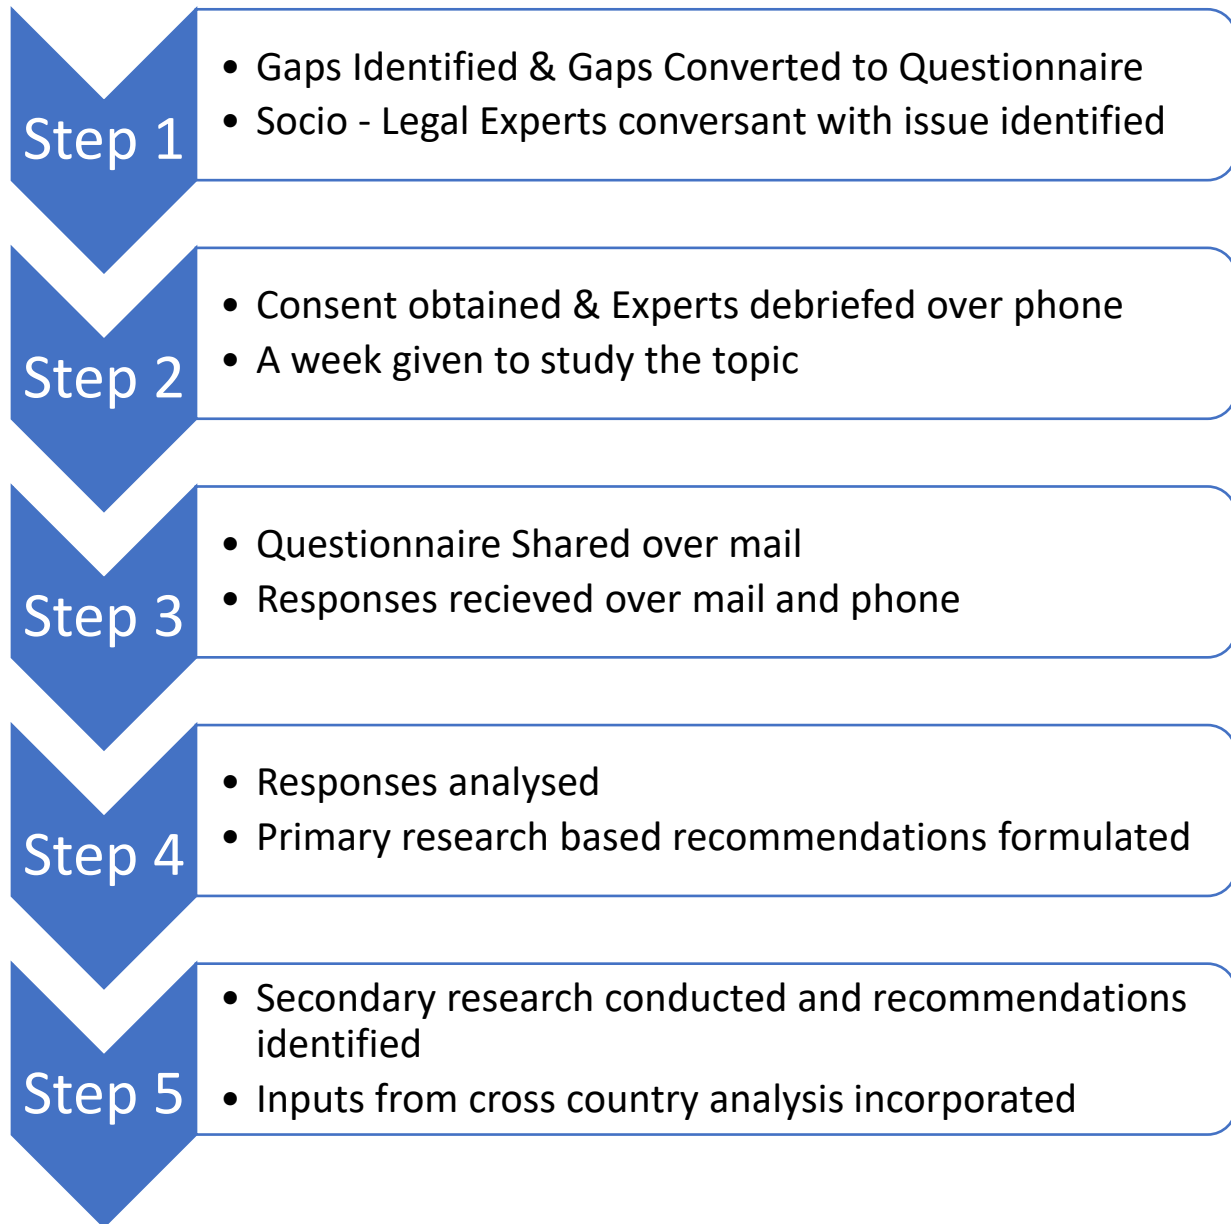 Step 1
• Gaps Identified & Gaps Converted to Questionnaire
• Socio - Legal Experts conversant with issue identified
Step 2
• Consent obtained & Experts debriefed over phone
• A week given to study the topic
Step 3
• Questionnaire Shared over mail
• Responses recieved over mail and phone
Step 4
• Responses analysed
• Primary research based recommendations formulated
Step 5
• Secondary research conducted and recommendations
identified
• Inputs from cross country analysis incorporated